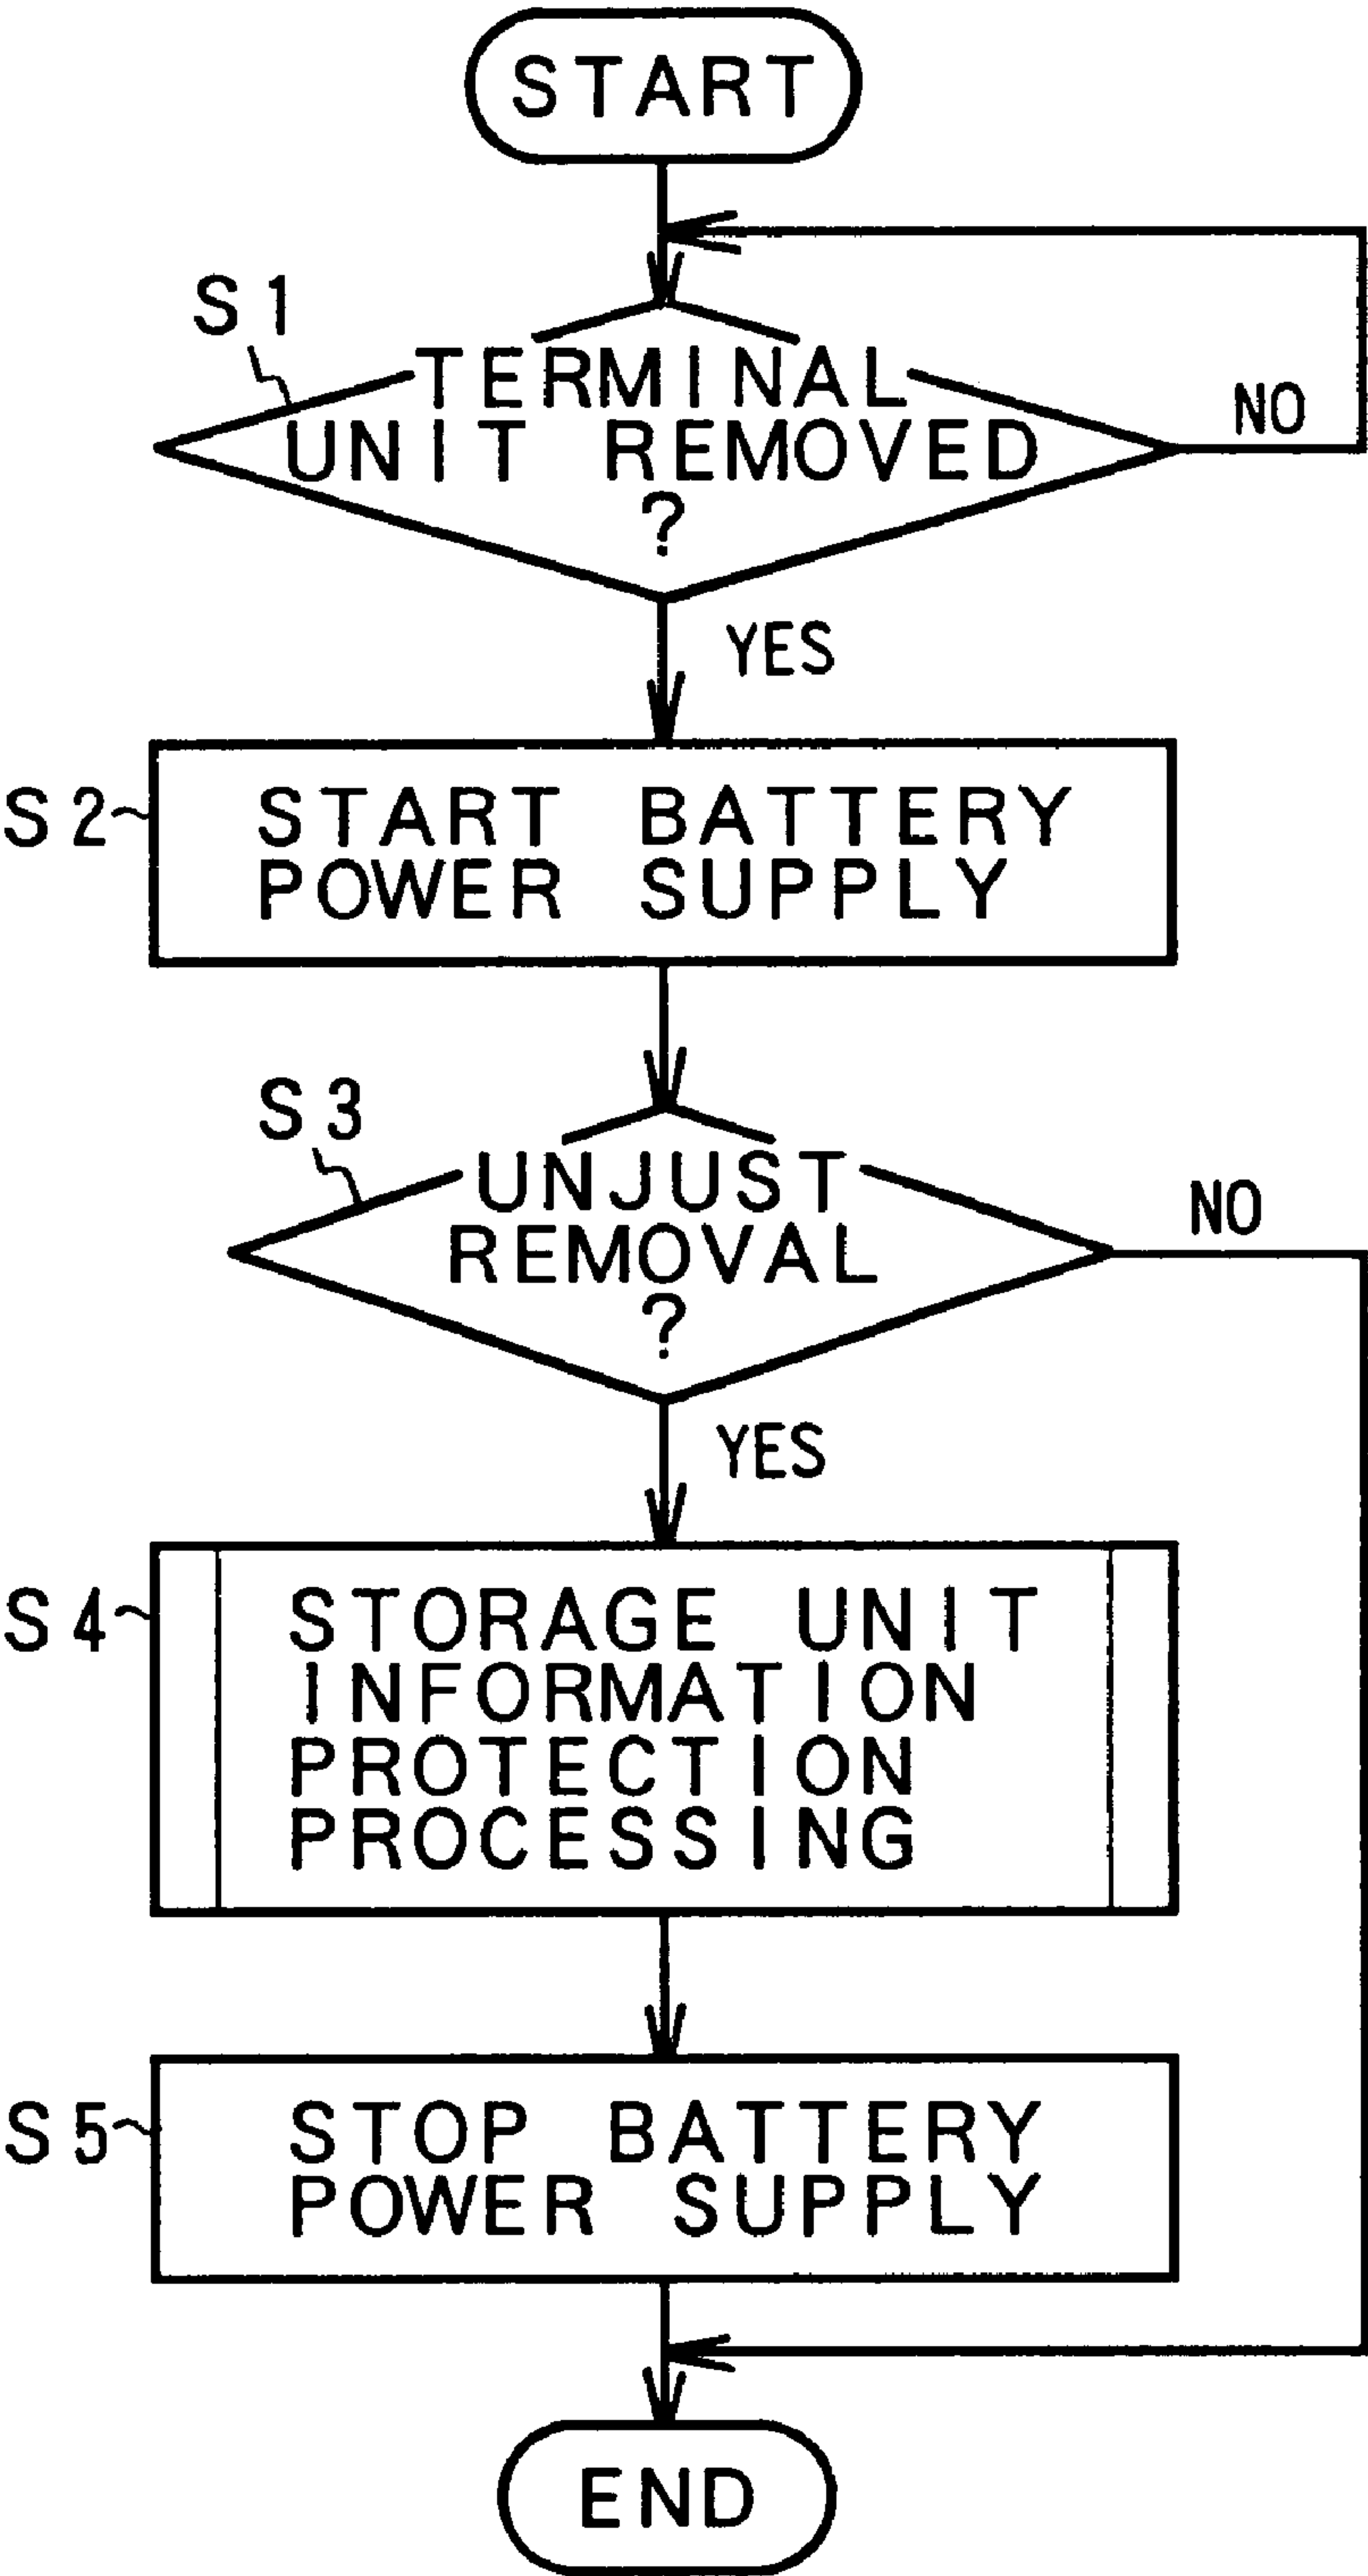 START
S1
TERMINAL
UNIT REMOVED
?
NO
YES
S2
START BATTERY
POWER SUPPLY
S3
UNJUST
REMOVAL
?
NO
YES
S4
STORAGE UNIT
INFORMATION
PROTECTION
PROCESSING
S5
STOP BATTERY
POWER SUPPLY
END